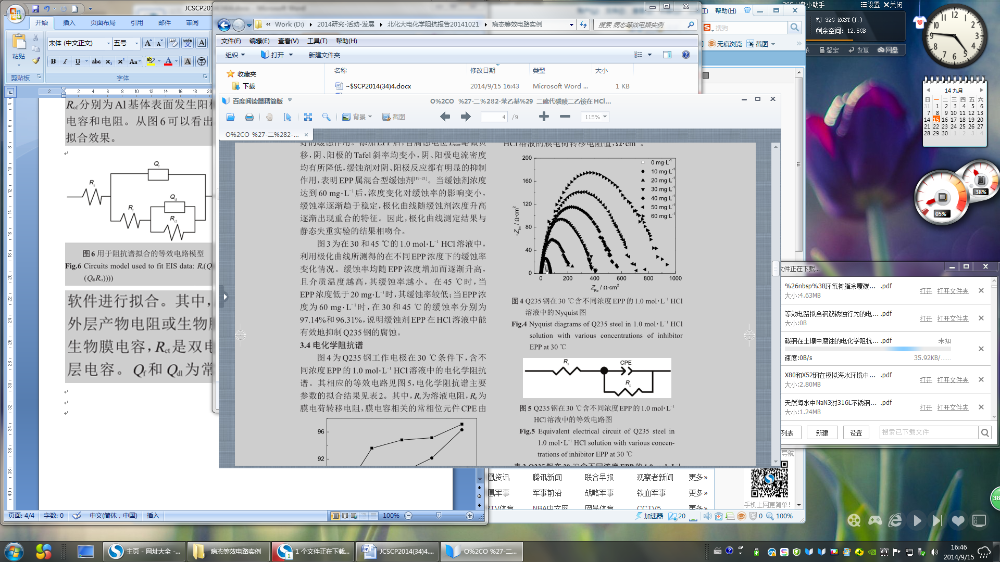 JCSCP201
开始 插入 页面布局 引用 邮件 审阅
宋体 (中文正文) 五号
粘贴
剪贴板 字体
« Work (D:) 2014研究-活动-发展 北化大电化学阻抗报告20141021 病态等效电路实例
搜索 病态等效电路实例
文件(F) 编辑(E) 查看(V) 工具(T) 帮助(H)
组织 打开 新建文件夹
名称 修改日期 类型 大小
收藏夹
下载
~$SCP2014(34)4.docx 2014/9/15 16:43 Microsoft Word ... 1 KB
帮助(H)
搜狗
无痕浏览 截图
设置 关闭
WJ 32G KGST(J:)
剩余空间: 12.5GB
鉴定 恢复 网盘
14 九月
日 一 二 三 四 五 六
31 1 2 3 4 5 6
7 8 9 10 11 12 13
14 15 16 17 18 19 20
21 22 23 24 25 26 27
28 29 30 1 2 3 4
38%
05%
百度阅读器精简版
O%2CO %27-二%282-苯乙基%29 二硫代磷酸二乙铵在 HCl...
背景 截图 4 /9 115%
O%2CO %27-二%282-...
Rof分别为Al基体表面发生阳极
电容和电阻。从图6可以看出
拟合效果。
Qf
Rs
Qdl
Rf
Rct
图6 用于阻抗谱拟合的等效电路模型
Fig.6 Circuits model used to fit EIS data: Rs(Q
(QdlRct))))
软件进行拟合。其中,
外层产物电阻或生物膜
生物膜电容, Rct是双电
层电容。Qf和Qdl为常
移,阴、阳极的Tafel斜率均变小,阴、阳极电流密度
均有所降低,缓蚀剂对阴、阳极反应都有明显的抑制
作用,表明EPP属混合型缓蚀剂[19-21]。当缓蚀剂浓度
达到60 mg·L⁻¹后,浓度变化对缓蚀率的影响变小,
缓蚀率逐渐趋于稳定,极化曲线随缓蚀剂浓度升高
逐渐出现重合的特征。因此,极化曲线测定结果与
静态失重实验的结果相吻合。
图3为在30和45 ℃的1.0 mol·L⁻¹ HCl溶液中,
利用极化曲线所测得的在不同EPP浓度下的缓蚀率
变化情况。缓蚀率均随EPP浓度增加而逐渐升高,
且介质温度越高,其缓蚀率越小。在45 ℃时,当
EPP浓度低于20 mg·L⁻¹时,其缓蚀率较低;当EPP浓
度为60 mg·L⁻¹时,在30和45 ℃的缓蚀率分别为
97.14%和96.31%,说明缓蚀剂EPP在HCl溶液中能
有效地抑制Q235钢的腐蚀。
3.4 电化学阻抗谱
图4为Q235钢工作电极在30 ℃条件下,含不
同浓度EPP的1.0 mol·L⁻¹ HCl溶液中的电化学阻抗
谱。其相应的等效电路见图5,电化学阻抗谱主要
参数的拟合结果见表2。其中, Rs为溶液电阻, Rp为
膜电荷转移电阻,膜电容相关的常相位元件CPE由
96
92
HCl溶液的膜电荷转移电阻值,Ω·cm²。
200
160
120
80
40
0
-ZIm / Ω·cm²
0 mg·L⁻¹
10 mg·L⁻¹
20 mg·L⁻¹
30 mg·L⁻¹
40 mg·L⁻¹
50 mg·L⁻¹
60 mg·L⁻¹
0 200 400 600 800 1000
ZRe / Ω·cm²
图4 Q235钢在30 ℃含不同浓度EPP的1.0 mol·L⁻¹ HCl
溶液中的Nyquist图
Fig.4 Nyquist diagrams of Q235 steel in 1.0 mol·L⁻¹ HCl
solution with various concentrations of inhibitor
EPP at 30 ℃
Rs CPE
Rp
图5 Q235钢在30 ℃含不同浓度EPP的1.0 mol·L⁻¹
HCl溶液中的等效电路图
Fig.5 Equivalent electrical circuit of Q235 steel in
1.0 mol·L⁻¹ HCl solution with various concen-
trations of inhibitor EPP at 30 ℃
文件正在下载...
%26nbsp%3B环氧树脂涂覆碳... .pdf
大小:4.63MB 打开 打开文件夹
等效电路拟合钢筋锈蚀行为的电... .pdf
大小:0B 打开 打开文件夹
碳钢在土壤中腐蚀的电化学阻抗... .pdf 未知
速度:0B/s 35.92KB/......
X80和X52钢在模拟海水环境中... .pdf
大小:2.80MB 打开 打开文件夹
天然海水中NaN3对316L不锈钢... .pdf
大小:1.24MB 打开 打开文件夹
列表 新建 设置 搜索已下载文件
导航
凰资讯 腾讯新闻 联合早报 观察者新闻 更多»
凰军事 军事前沿 战略军事 铁血军事 更多»
PTV体育 NBA中文网 网易体育 CCTV5 更多»
手机上网更简单!
加速器 20 0 100%
38
页面: 4/4 字数: 0 中文(简体，中国) 插入 100%
主页 - 网址大全 -... 病态等效电路实例 1 个文件正在下载... JCSCP2014(34)4.... O%2CO %27-二...
16:46
2014/9/15